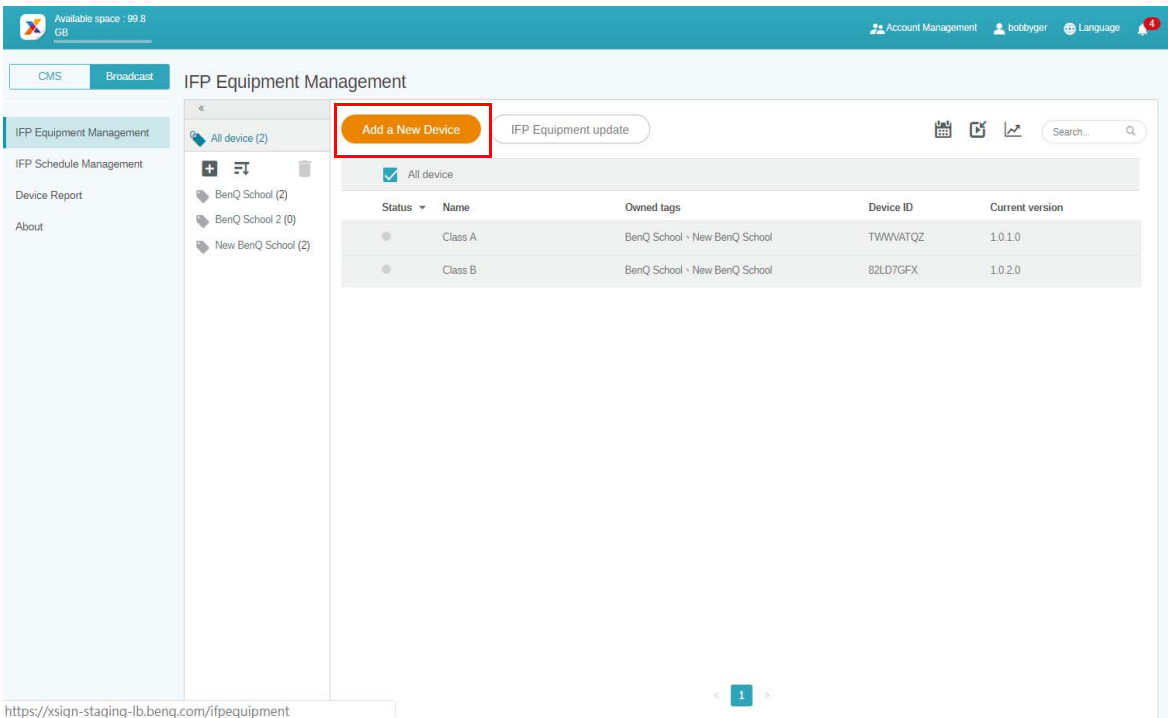 Available space : 99.8
GB
Account Management
bobbyger
Language
4
CMS
Broadcast
IFP Equipment Management
IFP Equipment Management
IFP Schedule Management
Device Report
About
«
All device (2)
BenQ School (2)
BenQ School 2 (0)
New BenQ School (2)
Add a New Device
IFP Equipment update
Search...
All device
Status Name Owned tags Device ID Current version
Class A BenQ School、New BenQ School TWWVATQZ 1.0.1.0
Class B BenQ School、New BenQ School 82LD7GFX 1.0.2.0
< 1 >
https://xsign-staging-lb.benq.com/ifpequipment